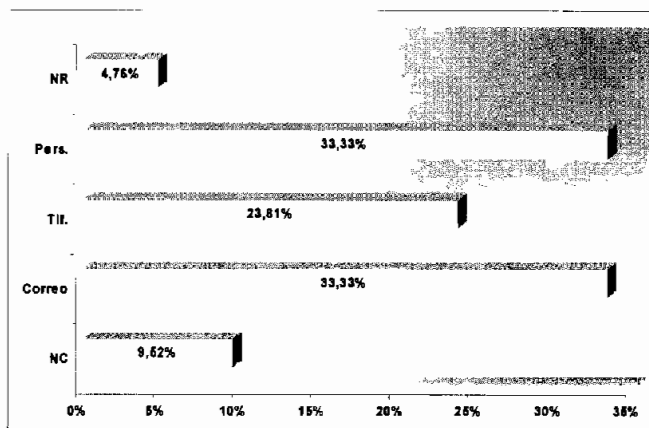 NR
4,76%
Pers.
33,33%
Tlf.
23,81%
Correo
33,33%
NC
9,52%
0% 5% 10% 15% 20% 25% 30% 35%